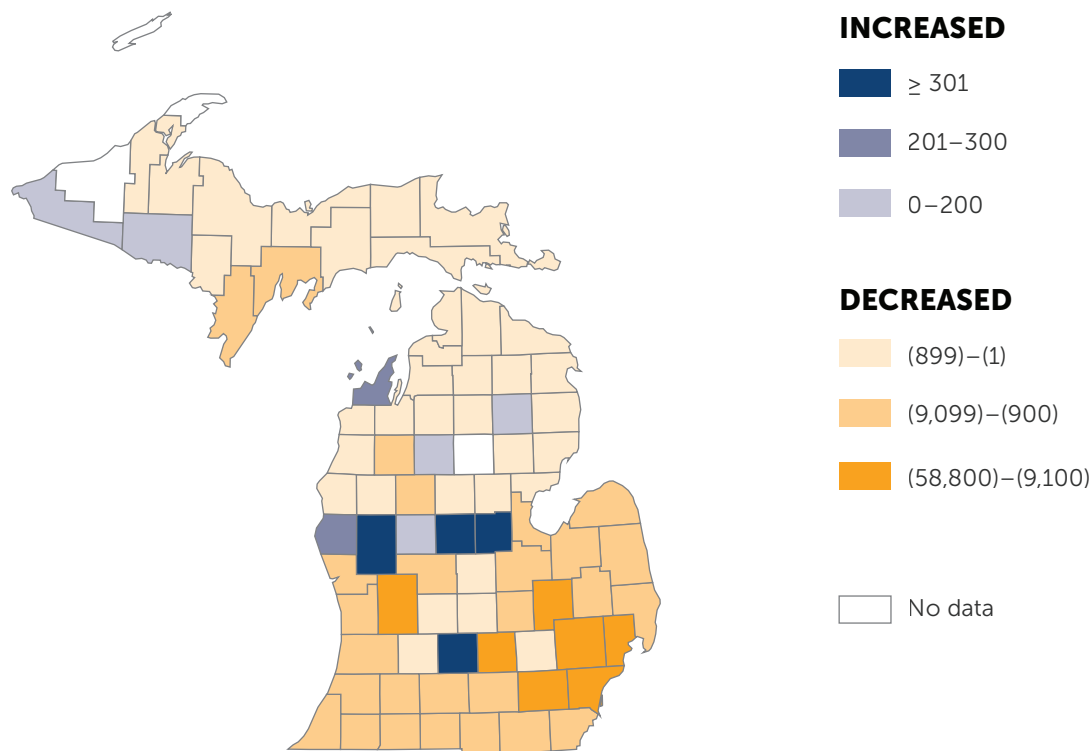 INCREASED
≥ 301
201–300
0–200
DECREASED
(899)–(1)
(9,099)–(900)
(58,800)–(9,100)
No data